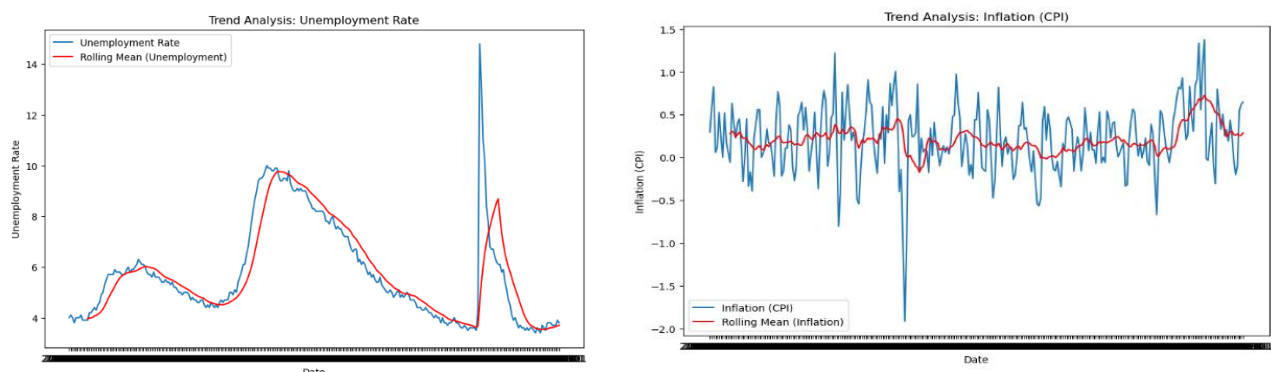 Trend Analysis: Unemployment Rate
Unemployment Rate
Rolling Mean (Unemployment)
14
12
10
8
6
4
Unemployment Rate
Date
Trend Analysis: Inflation (CPI)
1.5
1.0
0.5
0.0
−0.5
−1.0
−1.5
−2.0
Inflation (CPI)
Inflation (CPI)
Rolling Mean (Inflation)
Date